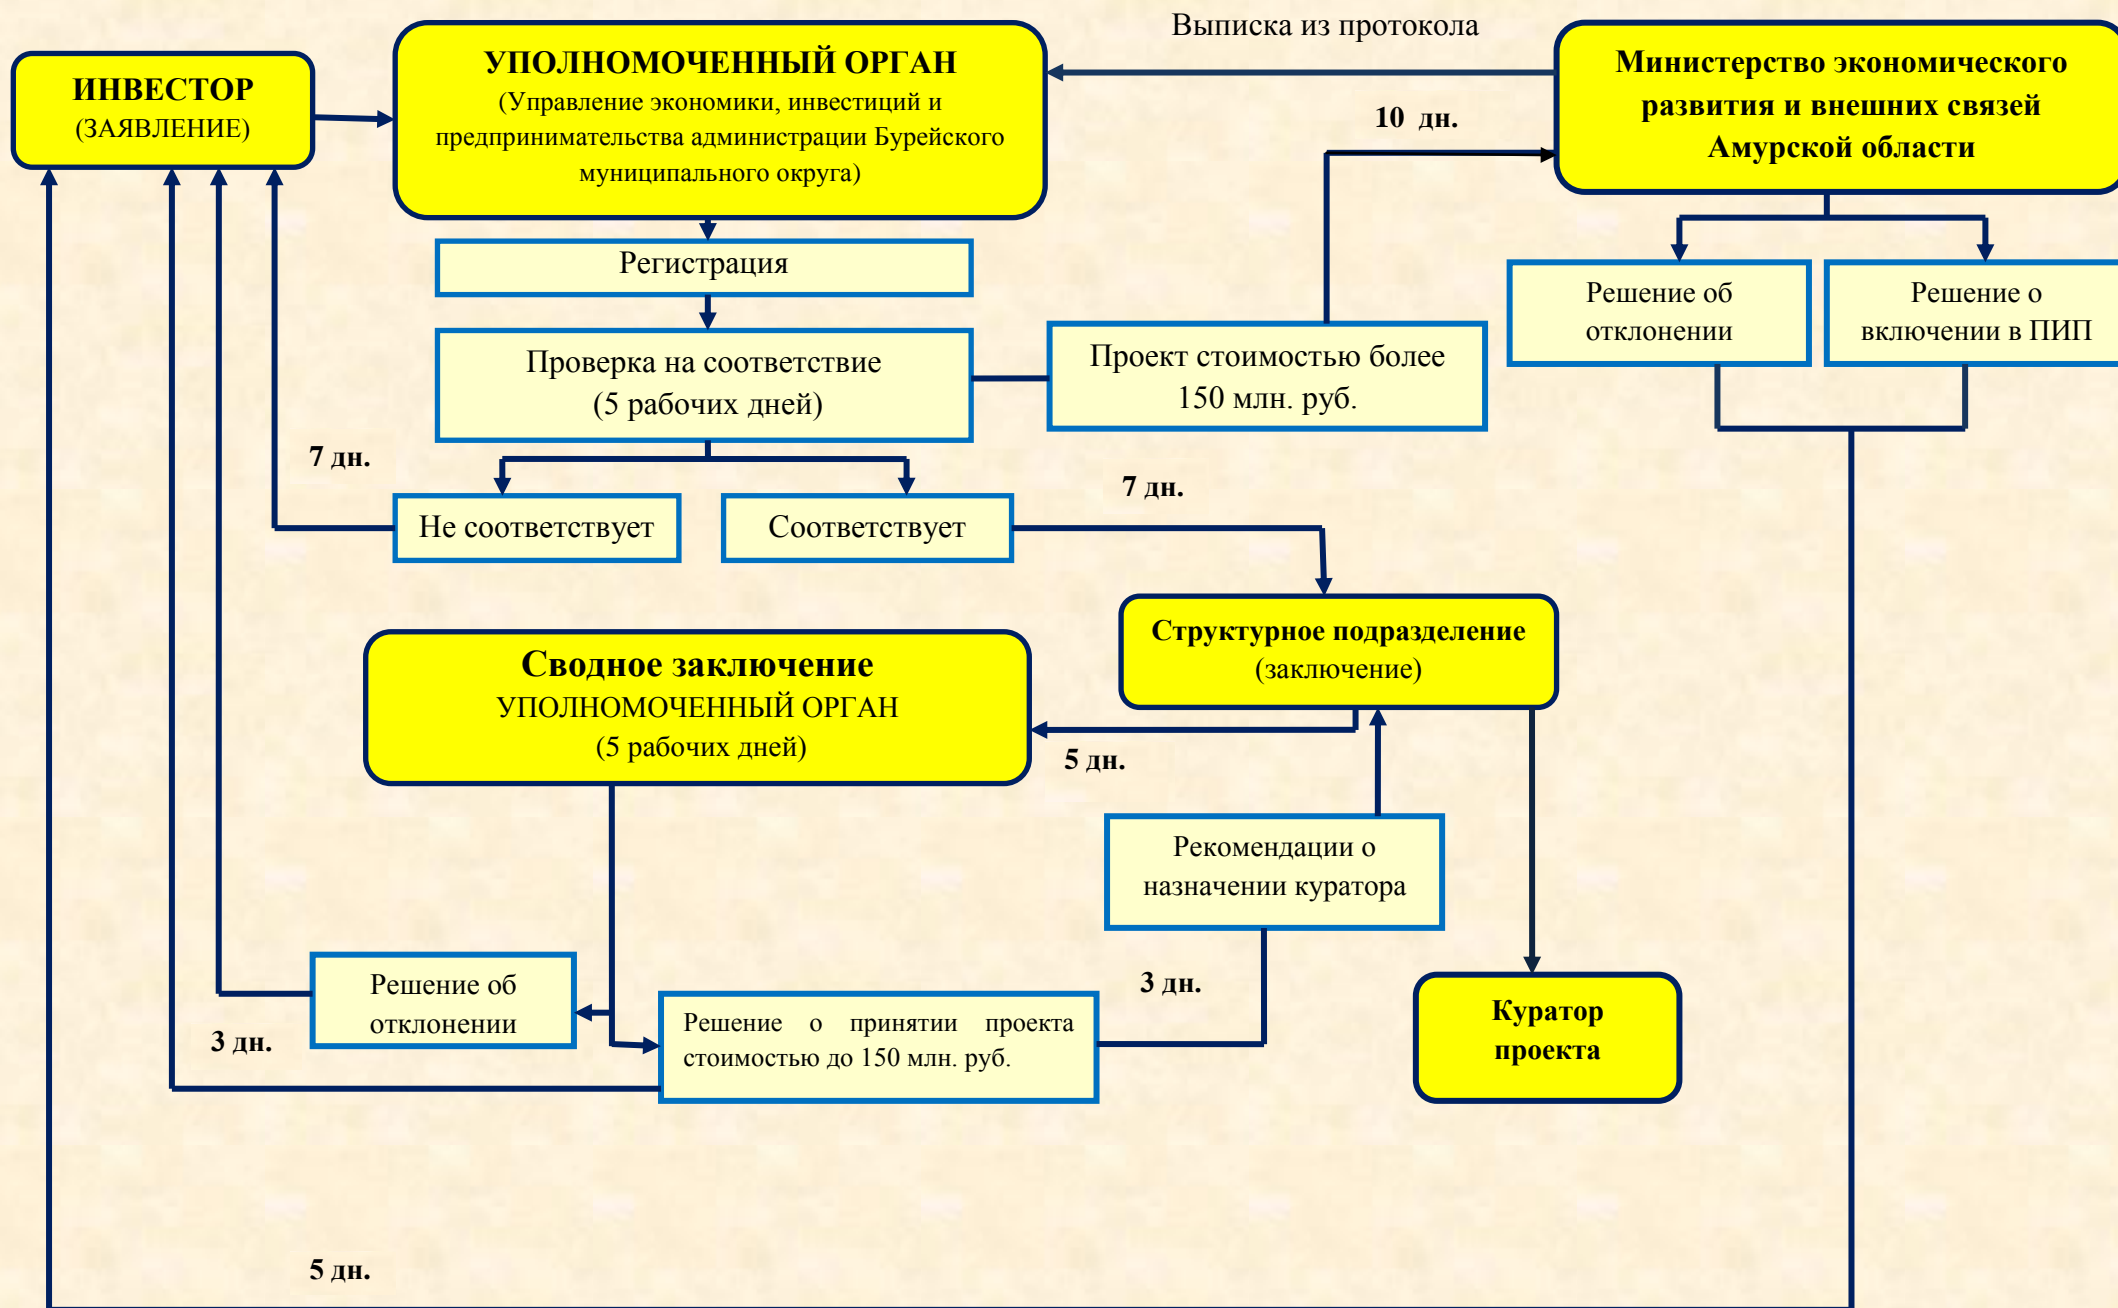 Выписка из протокола
ИНВЕСТОР
(ЗАЯВЛЕНИЕ)
УПОЛНОМОЧЕННЫЙ ОРГАН
(Управление экономики, инвестиций и
предпринимательства администрации Бурейского
муниципального округа)
Министерство экономического
развития и внешних связей
Амурской области
10 дн.
Регистрация
Решение об
отклонении
Решение о
включении в ПИП
Проверка на соответствие
(5 рабочих дней)
Проект стоимостью более
150 млн. руб.
7 дн.
7 дн.
Не соответствует
Соответствует
Структурное подразделение
(заключение)
Сводное заключение
УПОЛНОМОЧЕННЫЙ ОРГАН
(5 рабочих дней)
5 дн.
Рекомендации о
назначении куратора
3 дн.
Решение об
отклонении
3 дн.
Решение о принятии проекта
стоимостью до 150 млн. руб.
Куратор
проекта
5 дн.